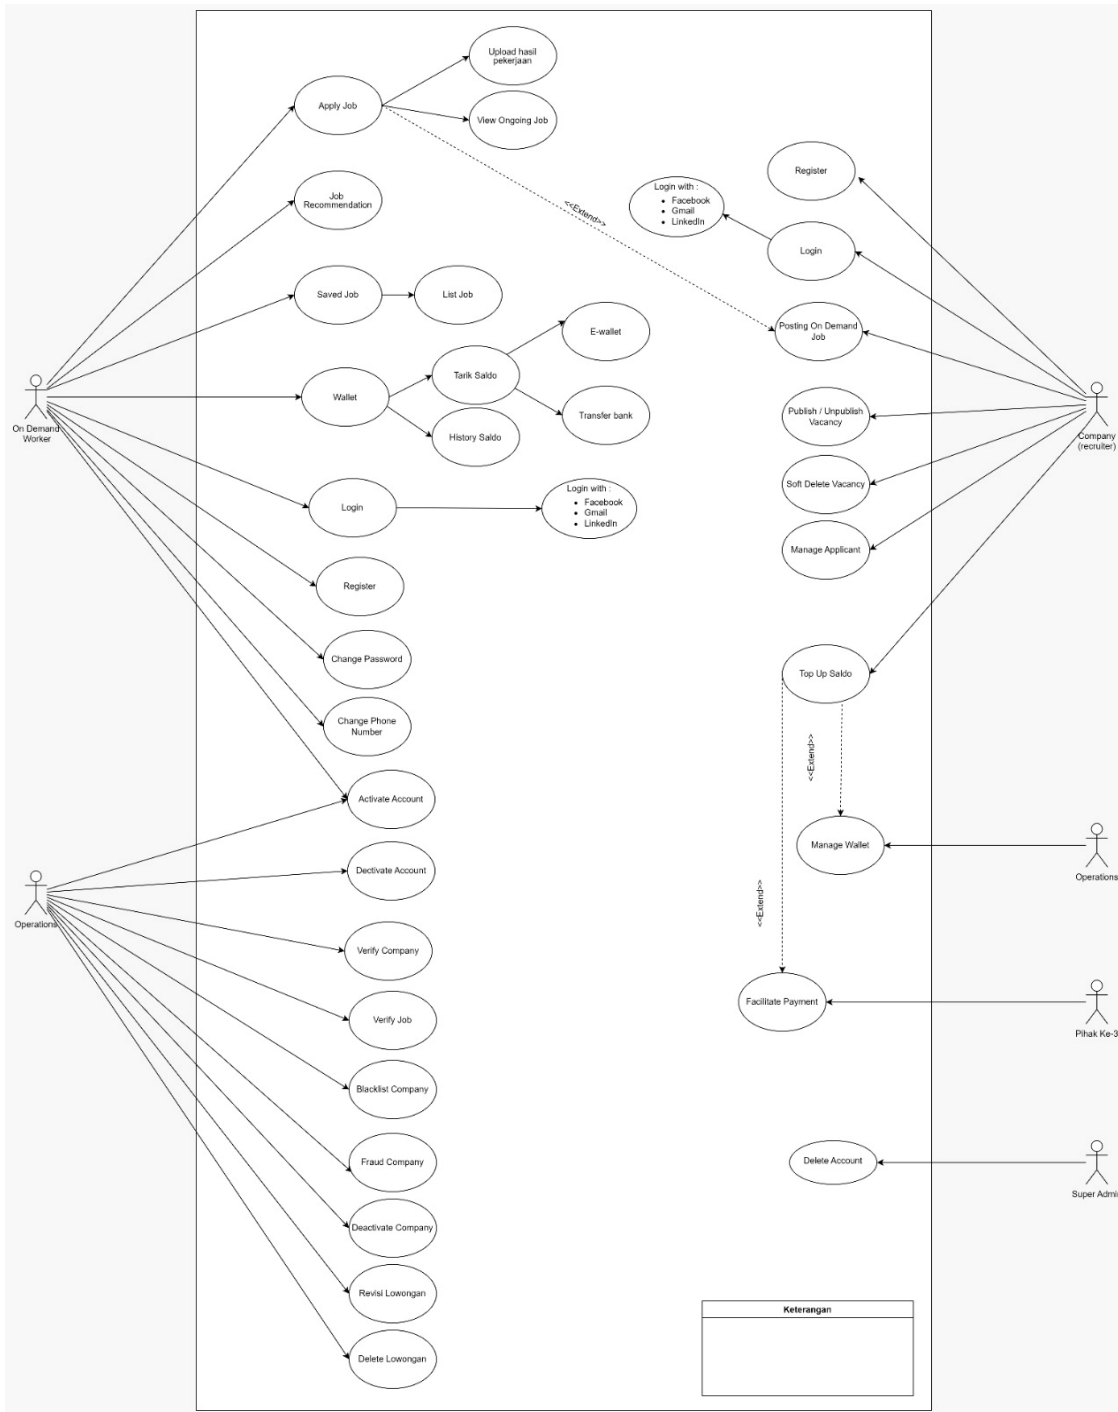 Upload hasil
pekerjaan
Apply Job
View Ongoing Job
Register
Job
Recommendation
<<Extend>>
Login with :
• Facebook
• Gmail
• LinkedIn
Login
Saved Job
List Job
E-wallet
Posting On Demand
Job
Tarik Saldo
Wallet
Transfer bank
History Saldo
On Demand
Worker
Publish / Unpublish
Vacancy
Company
(recruiter)
Soft Delete Vacancy
Login
Login with :
• Facebook
• Gmail
• LinkedIn
Manage Applicant
Register
Change Password
Top Up Saldo
Change Phone
Number
<<Extend>>
Activate Account
Manage Wallet
Operations
Dectivate Account
<<Extend>>
Operations
Verify Company
Facilitate Payment
Pihak Ke-3
Verify Job
Blacklist Company
Fraud Company
Delete Account
Super Admin
Deactivate Company
Revisi Lowongan
Keterangan
Delete Lowongan